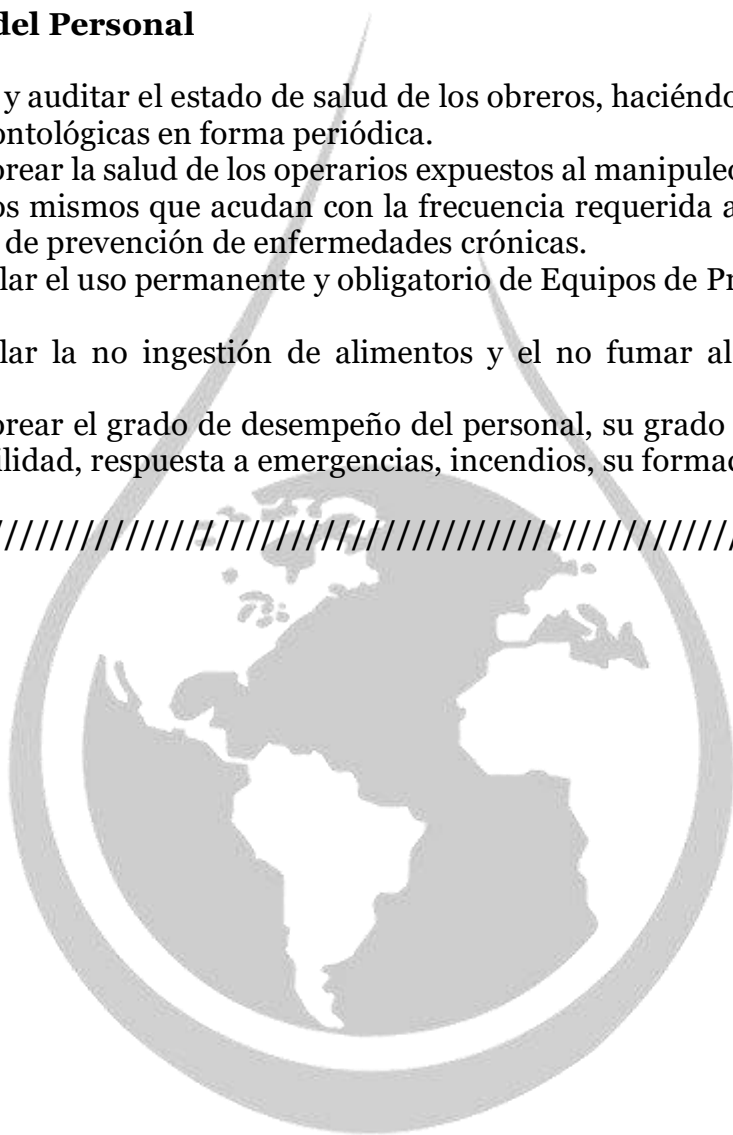 del Personal
y auditar el estado de salud de los obreros, haciéndo
ontológicas en forma periódica.
orear la salud de los operarios expuestos al manipuleo
os mismos que acudan con la frecuencia requerida a
de prevención de enfermedades crónicas.
lar el uso permanente y obligatorio de Equipos de Pr
lar la no ingestión de alimentos y el no fumar al
orear el grado de desempeño del personal, su grado
ilidad, respuesta a emergencias, incendios, su formac
////////////////////////////////////////////////